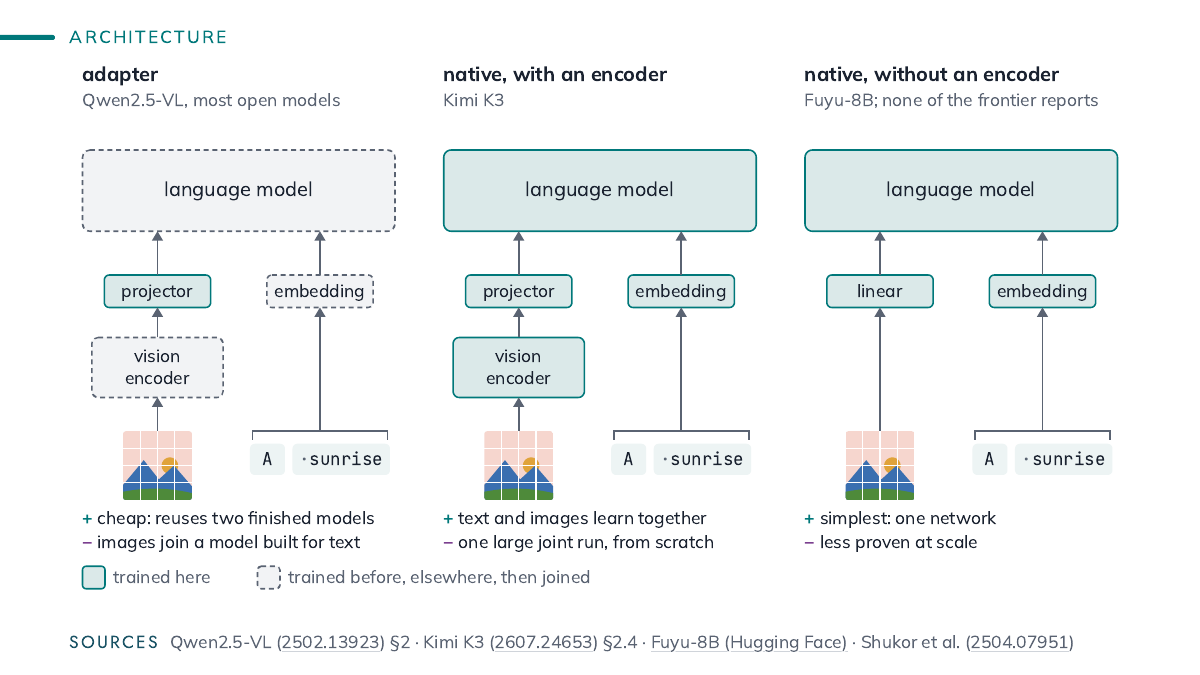 ARCHITECTURE
adapter
Qwen2.5-VL, most open models
language model
projector
embedding
vision
encoder
A ·sunrise
+ cheap: reuses two finished models
− images join a model built for text
native, with an encoder
Kimi K3
language model
projector
embedding
vision
encoder
A ·sunrise
+ text and images learn together
− one large joint run, from scratch
native, without an encoder
Fuyu-8B; none of the frontier reports
language model
linear
embedding
A ·sunrise
+ simplest: one network
− less proven at scale
trained here
trained before, elsewhere, then joined
SOURCES Qwen2.5-VL (2502.13923) §2 · Kimi K3 (2607.24653) §2.4 · Fuyu-8B (Hugging Face) · Shukor et al. (2504.07951)